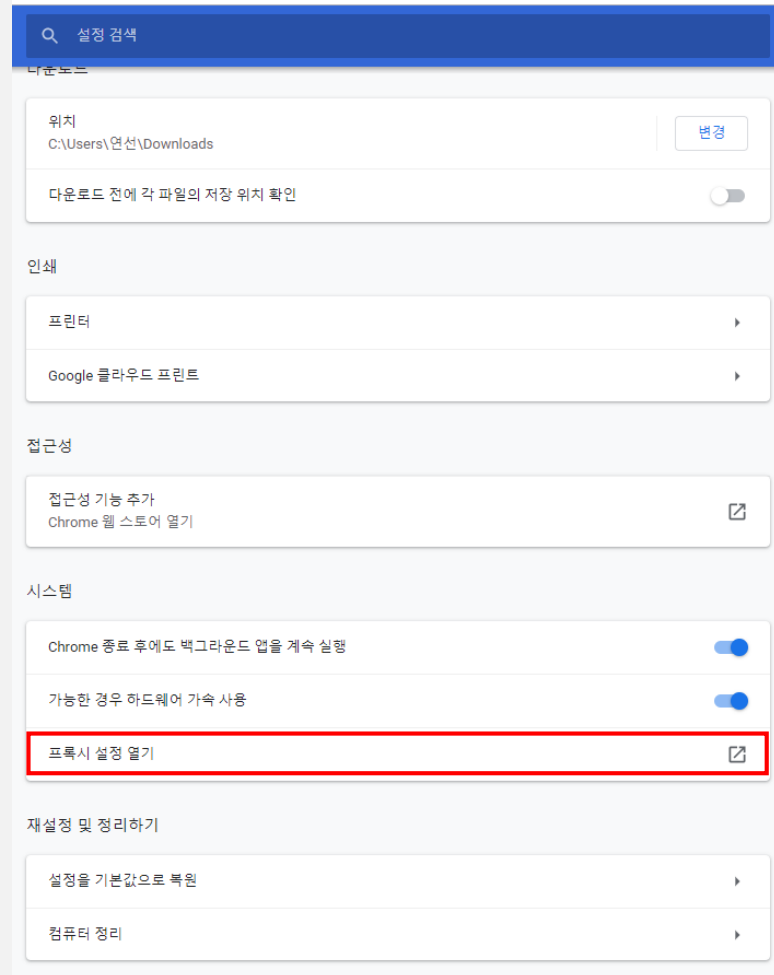 설정 검색
다운로드
위치
C:\Users\연선\Downloads
변경
다운로드 전에 각 파일의 저장 위치 확인
인쇄
프린터
Google 클라우드 프린트
접근성
접근성 기능 추가
Chrome 웹 스토어 열기
시스템
Chrome 종료 후에도 백그라운드 앱을 계속 실행
가능한 경우 하드웨어 가속 사용
프록시 설정 열기
재설정 및 정리하기
설정을 기본값으로 복원
컴퓨터 정리